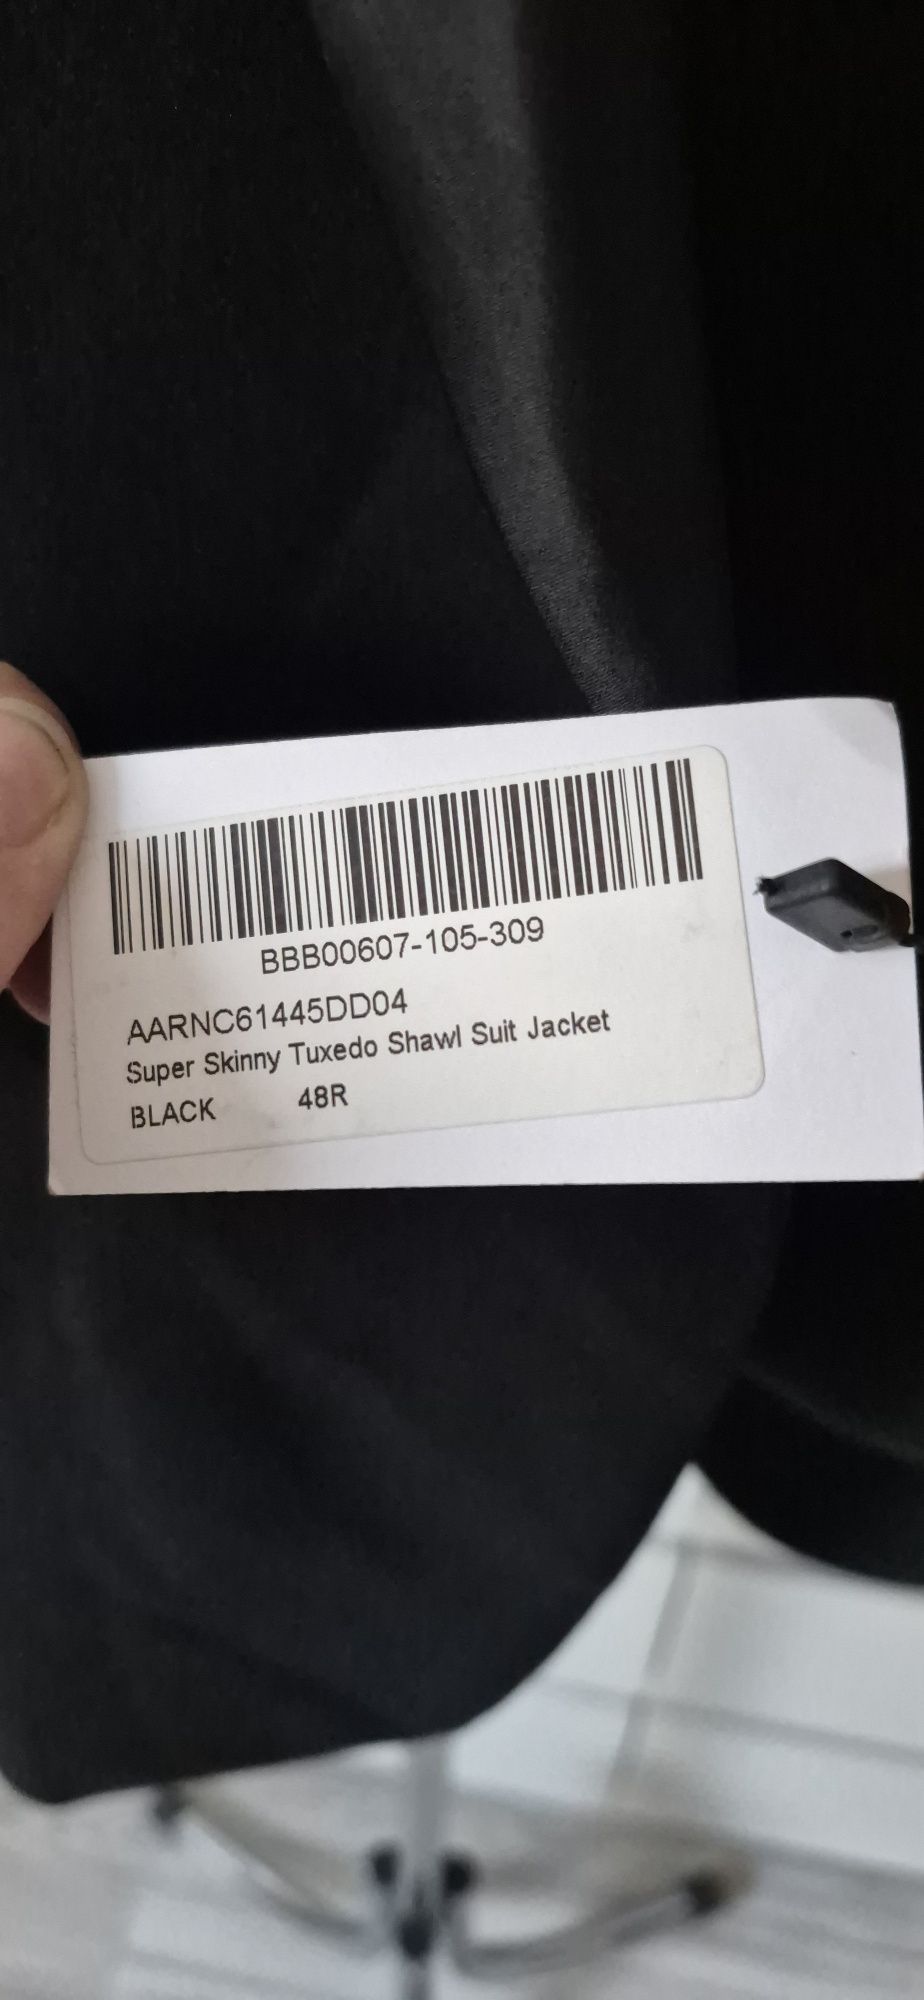 BBB00607-105-309
AARNC61445DD04
Super Skinny Tuxedo Shawl Suit Jacket
BLACK 48R